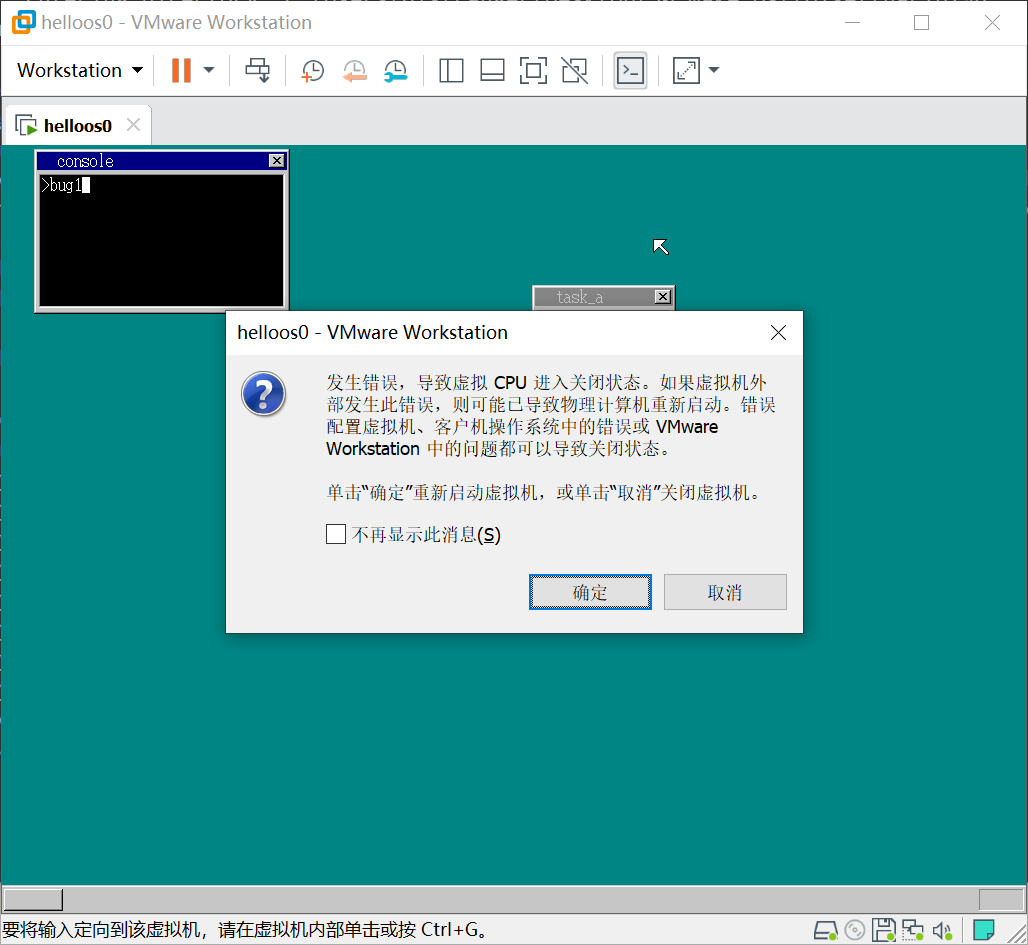 helloos0 - VMware Workstation
Workstation
helloos0
console
>bug1
task_a
helloos0 - VMware Workstation
发生错误，导致虚拟 CPU 进入关闭状态。如果虚拟机外
部发生此错误，则可能已导致物理计算机重新启动。错误
配置虚拟机、客户机操作系统中的错误或 VMware
Workstation 中的问题都可以导致关闭状态。
单击“确定”重新启动虚拟机，或单击“取消”关闭虚拟机。
不再显示此消息(S)
确定
取消
要将输入定向到该虚拟机，请在虚拟机内部单击或按 Ctrl+G。